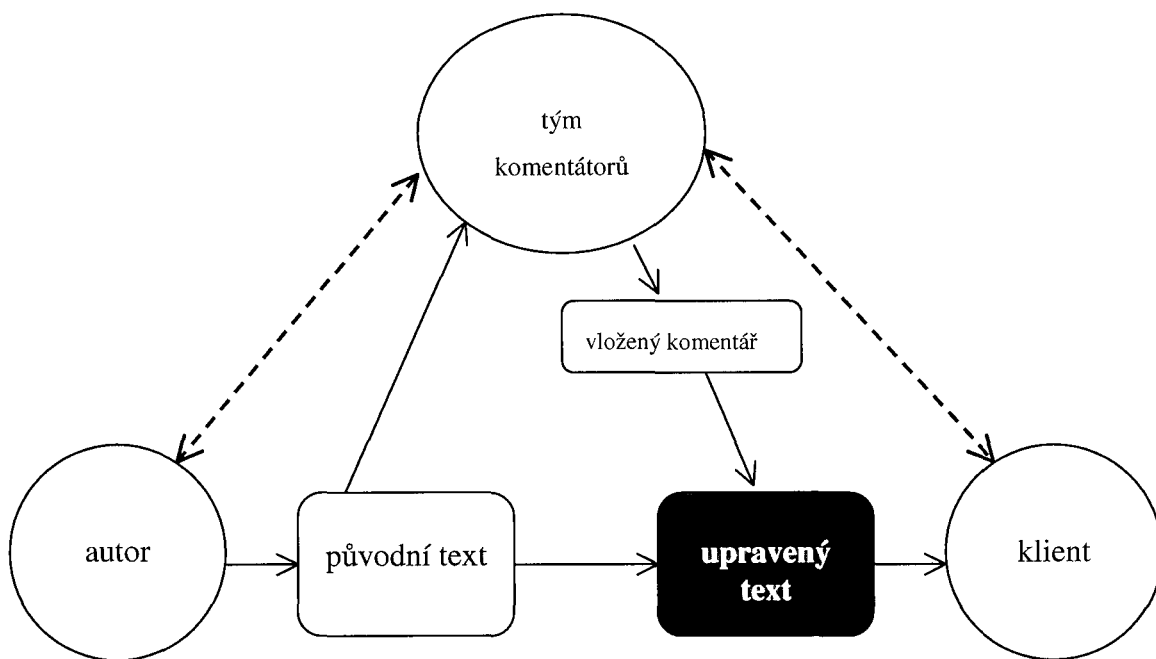 tým
komentátorů
vložený komentář
autor
původní text
upravený
text
klient